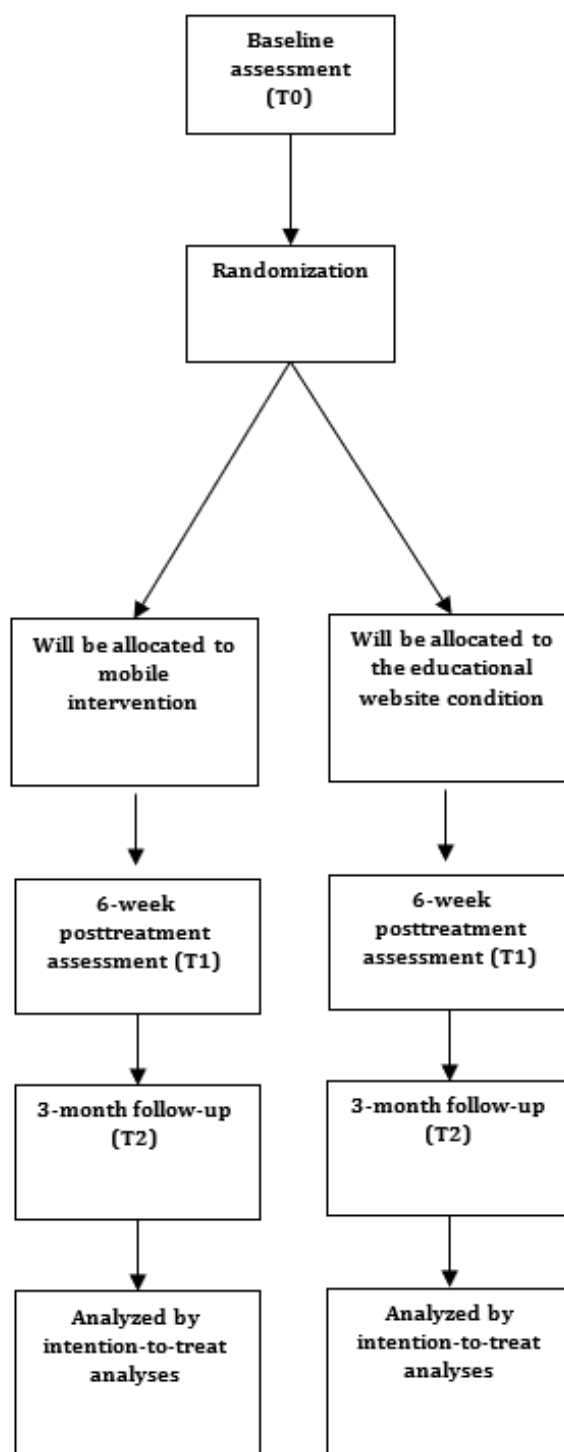 Baseline
assessment
(T0)
Randomization
Will be allocated to
mobile
intervention
Will be allocated to
the educational
website condition
6-week
posttreatment
assessment (T1)
6-week
posttreatment
assessment (T1)
3-month follow-up
(T2)
3-month follow-up
(T2)
Analyzed by
intention-to-treat
analyses
Analyzed by
intention-to-treat
analyses